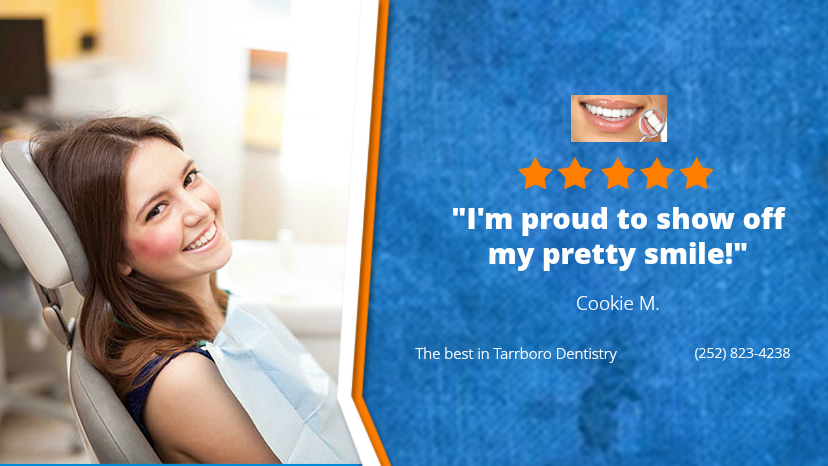 "I'm proud to show off
my pretty smile!"
Cookie M.
The best in Tarrboro Dentistry
(252) 823-4238